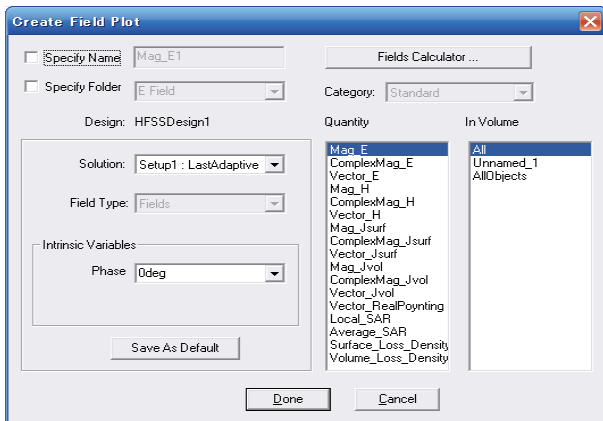 Create Field Plot
Specify Name
Mag_E1
Fields Calculator ...
Specify Folder
E Field
Category:
Standard
Design:
HFSSDesign1
Quantity
In Volume
Solution:
Setup1 : LastAdaptive
Field Type:
Fields
Intrinsic Variables
Phase
0deg
Save As Default
Mag_E
ComplexMag_E
Vector_E
Mag_H
ComplexMag_H
Vector_H
Mag_Jsurf
ComplexMag_Jsurf
Vector_Jsurf
Mag_Jvol
ComplexMag_Jvol
Vector_Jvol
Vector_RealPoynting
Local_SAR
Average_SAR
Surface_Loss_Density
Volume_Loss_Density
All
Unnamed_1
AllObjects
Done
Cancel